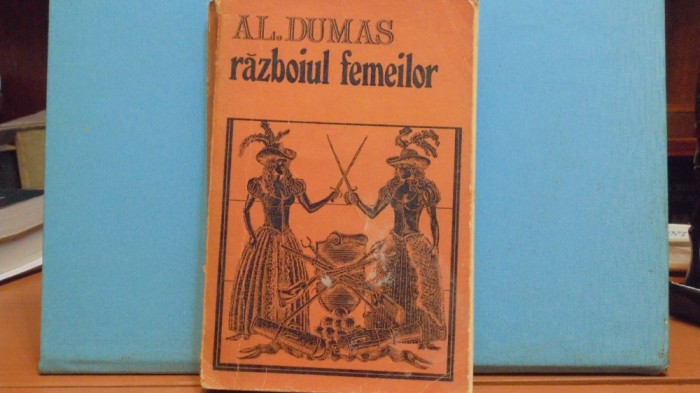 AL. DUMAS
războiul femeilor